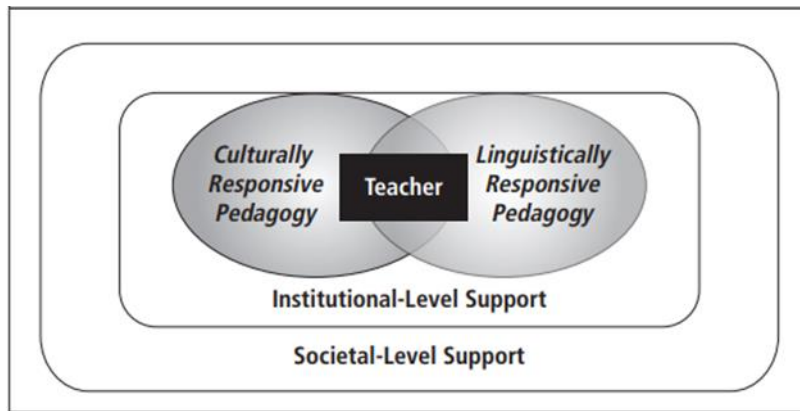 Culturally
Responsive
Pedagogy
Teacher
Linguistically
Responsive
Pedagogy
Institutional-Level Support
Societal-Level Support